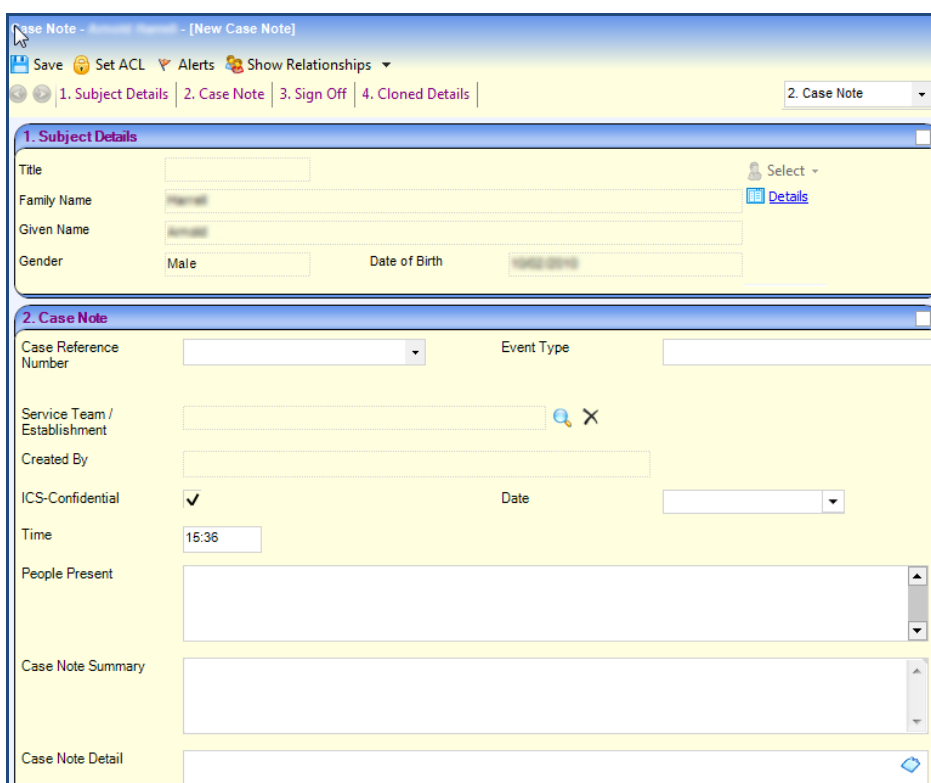 Case Note - - [New Case Note]
Save Set ACL Alerts Show Relationships
1. Subject Details 2. Case Note 3. Sign Off 4. Cloned Details 2. Case Note
1. Subject Details
Title Select
Family Name Details
Given Name
Gender Male Date of Birth
2. Case Note
Case Reference Event Type
Number
Service Team /
Establishment
Created By
ICS-Confidential Date
Time 15:36
People Present
Case Note Summary
Case Note Detail